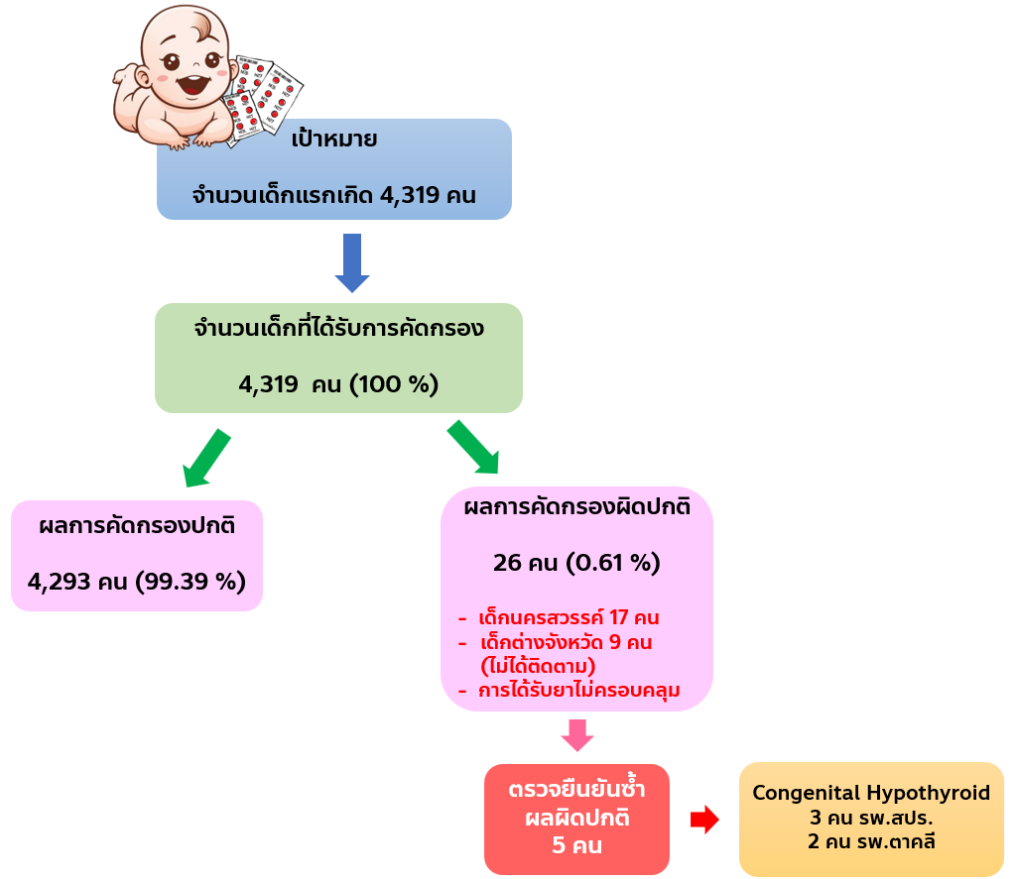 เป้าหมาย
จำนวนเด็กแรกเกิด 4,319 คน
จำนวนเด็กที่ได้รับการคัดกรอง
4,319 คน (100 %)
ผลการคัดกรองปกติ
4,293 คน (99.39 %)
ผลการคัดกรองผิดปกติ
26 คน (0.61 %)
- เด็กนครสวรรค์ 17 คน
- เด็กต่างจังหวัด 9 คน
(ไม่ได้ติดตาม)
- การได้รับยาไม่ครอบคลุม
ตรวจยืนยันซ้ำ
ผลผิดปกติ
5 คน
Congenital Hypothyroid
3 คน รพ.สปร.
2 คน รพ.ตาคลี